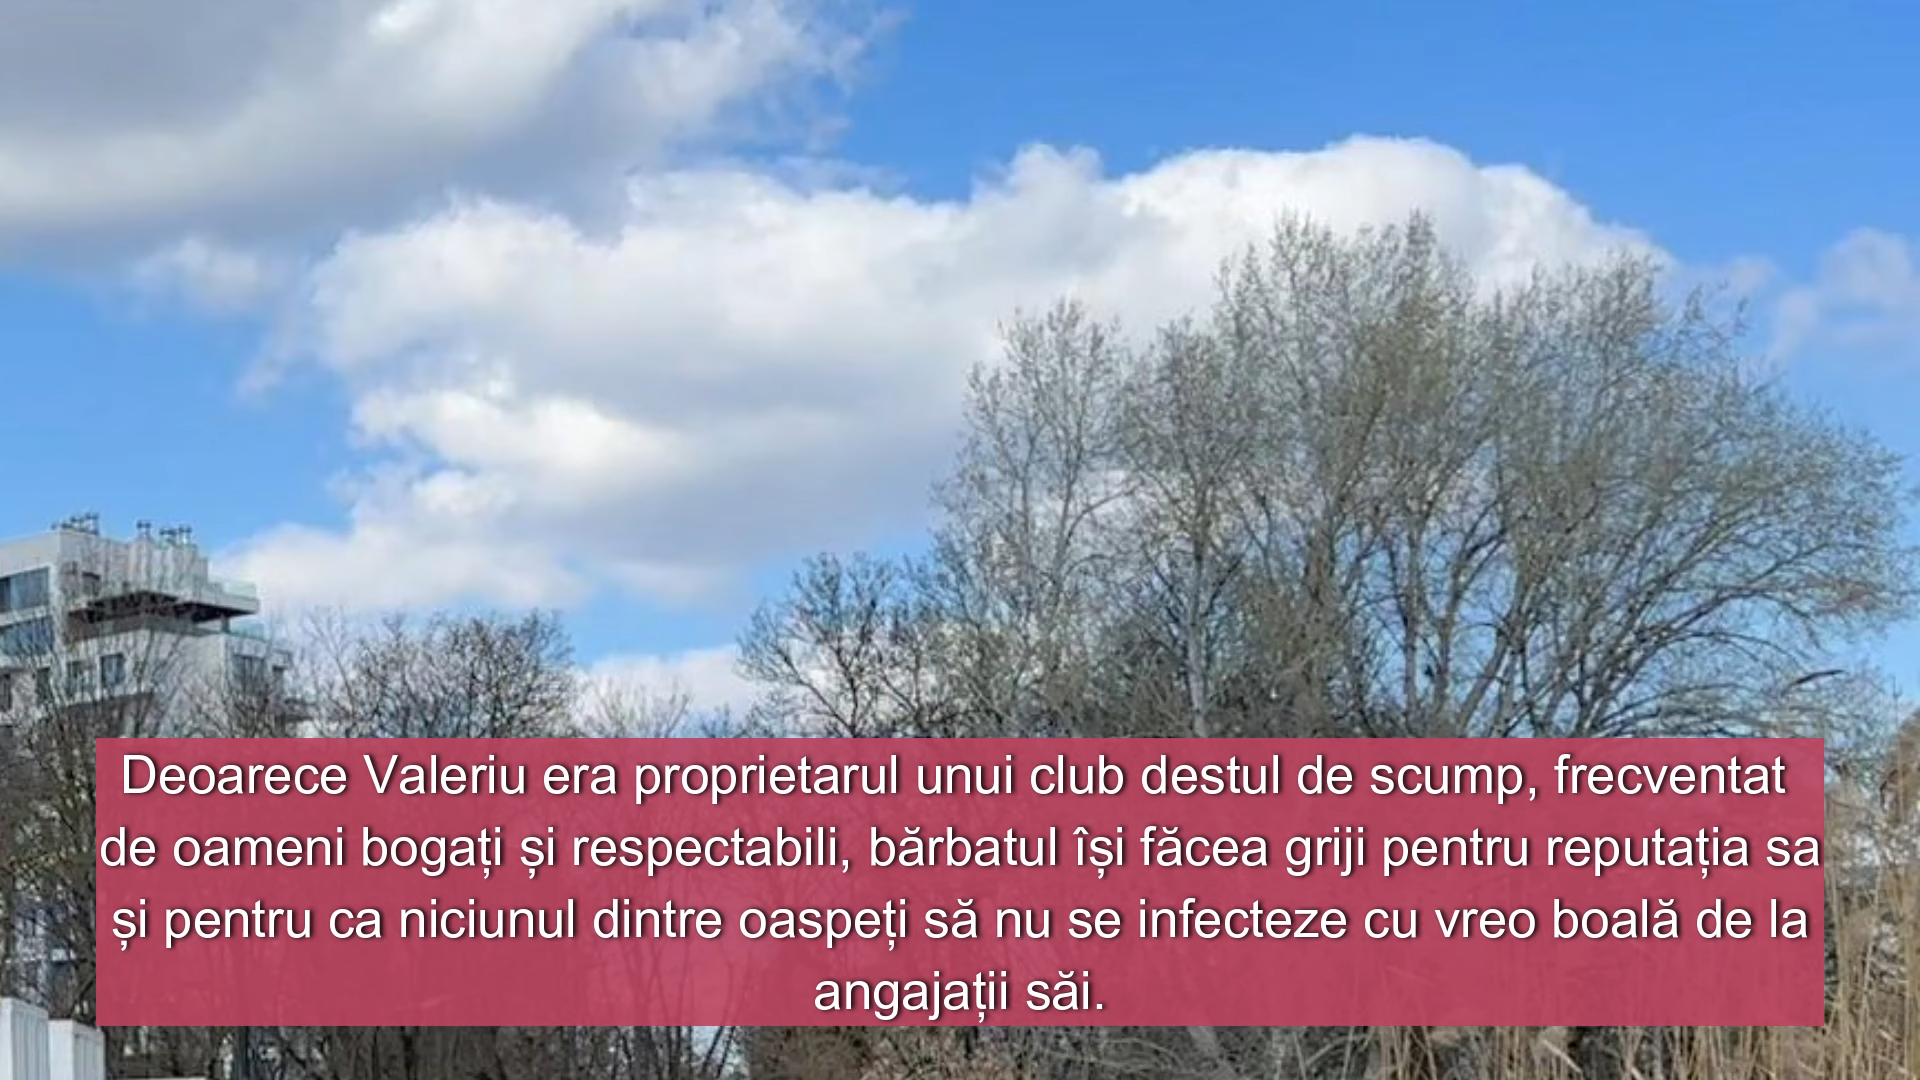 Deoarece Valeriu era proprietarul unui club destul de scump, frecventat
de oameni bogați și respectabili, bărbatul își făcea griji pentru reputația sa
și pentru ca niciunul dintre oaspeți să nu se infecteze cu vreo boală de la
angajații săi.